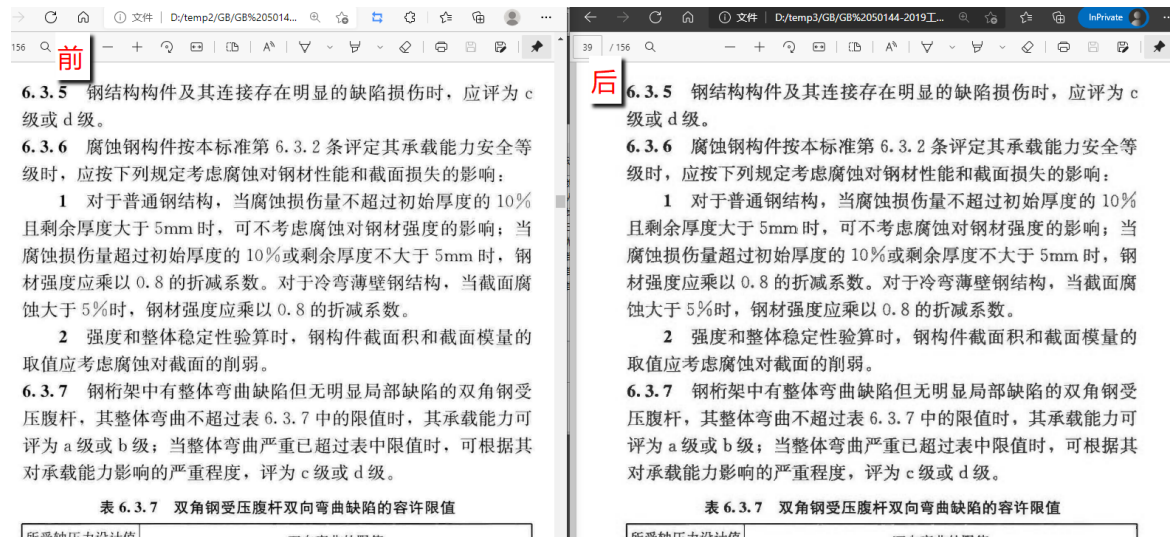 文件 D:/temp2/GB/GB%205014...
156
前
6.3.5 钢结构构件及其连接存在明显的缺陷损伤时，应评为 c
级或 d 级。
6.3.6 腐蚀钢构件按本标准第 6.3.2 条评定其承载能力安全等
级时，应按下列规定考虑腐蚀对钢材性能和截面损失的影响：
1 对于普通钢结构，当腐蚀损伤量不超过初始厚度的 10%
且剩余厚度大于 5mm 时，可不考虑腐蚀对钢材强度的影响；当
腐蚀损伤量超过初始厚度的 10%或剩余厚度不大于 5mm 时，钢
材强度应乘以 0.8 的折减系数。对于冷弯薄壁钢结构，当截面腐
蚀大于 5%时，钢材强度应乘以 0.8 的折减系数。
2 强度和整体稳定性验算时，钢构件截面积和截面模量的
取值应考虑腐蚀对截面的削弱。
6.3.7 钢桁架中有整体弯曲缺陷但无明显局部缺陷的双角钢受
压腹杆，其整体弯曲不超过表 6.3.7 中的限值时，其承载能力可
评为 a 级或 b 级；当整体弯曲严重已超过表中限值时，可根据其
对承载能力影响的严重程度，评为 c 级或 d 级。
表 6.3.7 双角钢受压腹杆双向弯曲缺陷的容许限值
文件 D:/temp3/GB/GB%2050144-2019工...
InPrivate
39 / 156
后
6.3.5 钢结构构件及其连接存在明显的缺陷损伤时，应评为 c
级或 d 级。
6.3.6 腐蚀钢构件按本标准第 6.3.2 条评定其承载能力安全等
级时，应按下列规定考虑腐蚀对钢材性能和截面损失的影响：
1 对于普通钢结构，当腐蚀损伤量不超过初始厚度的 10%
且剩余厚度大于 5mm 时，可不考虑腐蚀对钢材强度的影响；当
腐蚀损伤量超过初始厚度的 10%或剩余厚度不大于 5mm 时，钢
材强度应乘以 0.8 的折减系数。对于冷弯薄壁钢结构，当截面腐
蚀大于 5%时，钢材强度应乘以 0.8 的折减系数。
2 强度和整体稳定性验算时，钢构件截面积和截面模量的
取值应考虑腐蚀对截面的削弱。
6.3.7 钢桁架中有整体弯曲缺陷但无明显局部缺陷的双角钢受
压腹杆，其整体弯曲不超过表 6.3.7 中的限值时，其承载能力可
评为 a 级或 b 级；当整体弯曲严重已超过表中限值时，可根据其
对承载能力影响的严重程度，评为 c 级或 d 级。
表 6.3.7 双角钢受压腹杆双向弯曲缺陷的容许限值